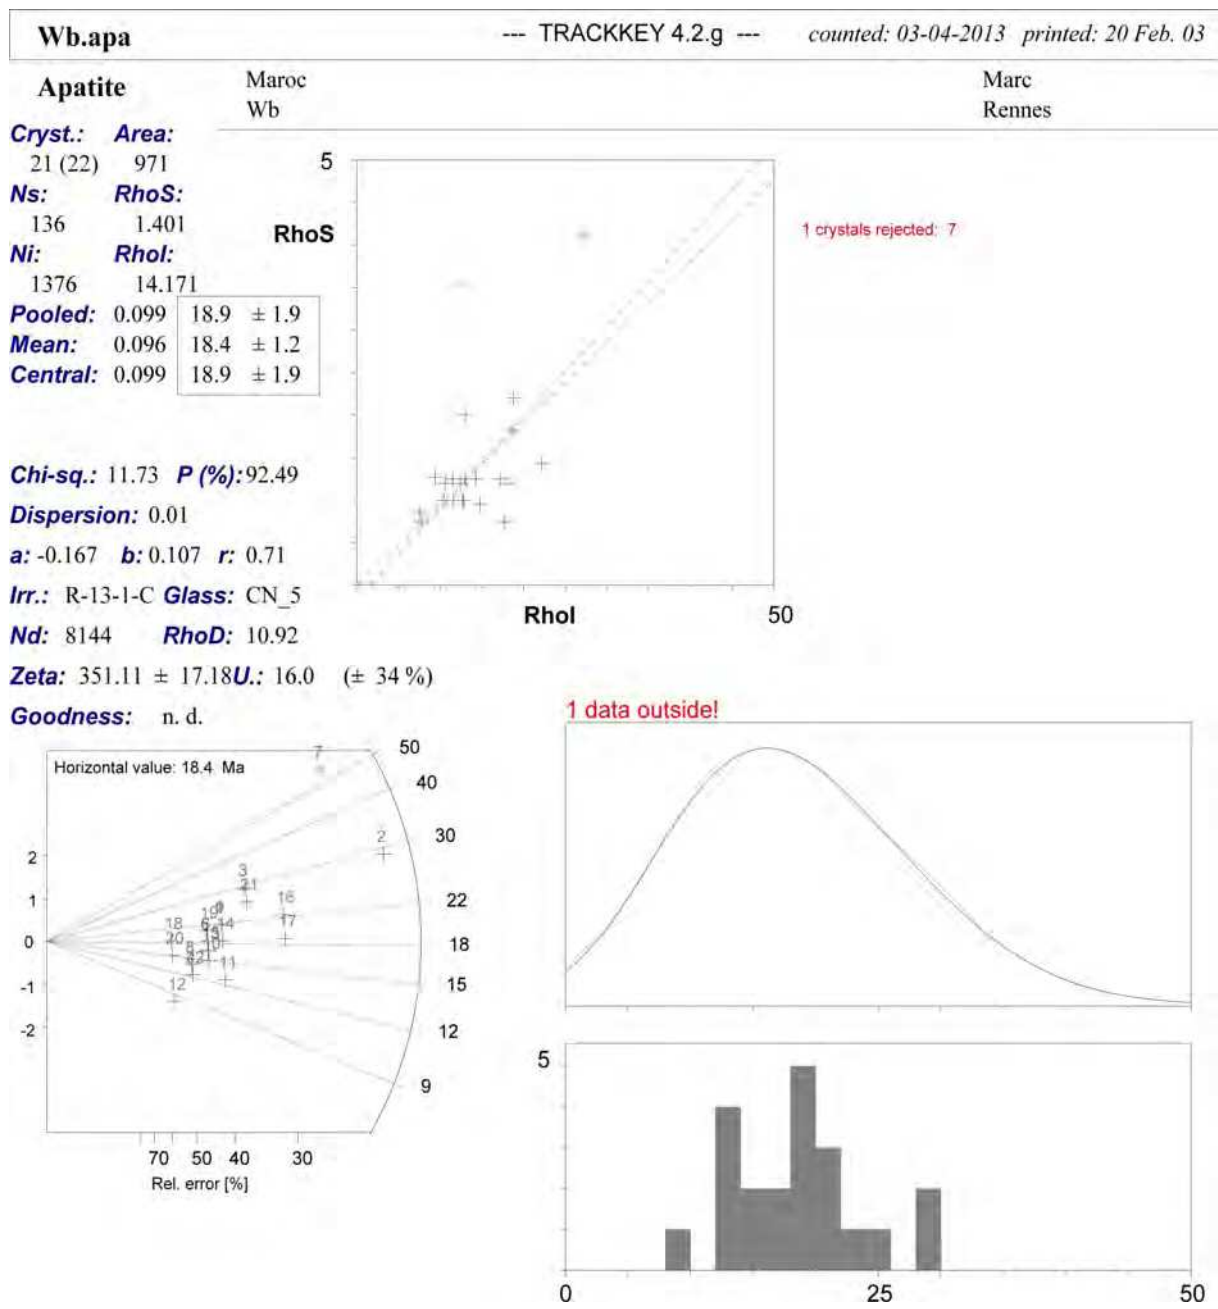 Wb.apa --- TRACKKEY 4.2.g --- counted: 03-04-2013 printed: 20 Feb. 03
Apatite Maroc Marc
Wb Rennes
Cryst.: Area:
21 (22) 971
Ns: RhoS:
136 1.401
Ni: RhoI:
1376 14.171
Pooled: 0.099 18.9 ± 1.9
Mean: 0.096 18.4 ± 1.2
Central: 0.099 18.9 ± 1.9
Chi-sq.: 11.73 P (%): 92.49
Dispersion: 0.01
a: -0.167 b: 0.107 r: 0.71
Irr.: R-13-1-C Glass: CN_5
Nd: 8144 RhoD: 10.92
Zeta: 351.11 ± 17.18 U.: 16.0 (± 34 %)
Goodness: n. d.
5
RhoS
1 crystals rejected: 7
RhoI 50
Horizontal value: 18.4 Ma
7
50
40
30
22
18
15
12
9
2
1
0
-1
-2
2
3
21
16
17
14
18
20
11
12
70 50 40 30
Rel. error [%]
1 data outside!
5
0 25 50